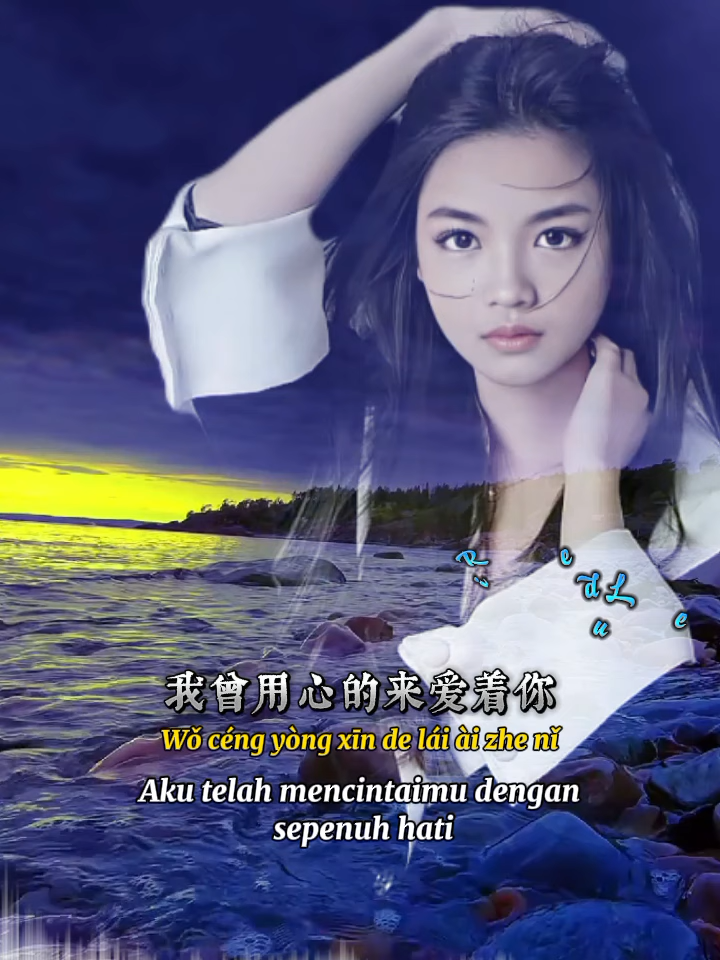 我曾用心的来爱着你
Wǒ céng yòng xīn de lái ài zhe nǐ
Aku telah mencintaimu dengan
sepenuh hati